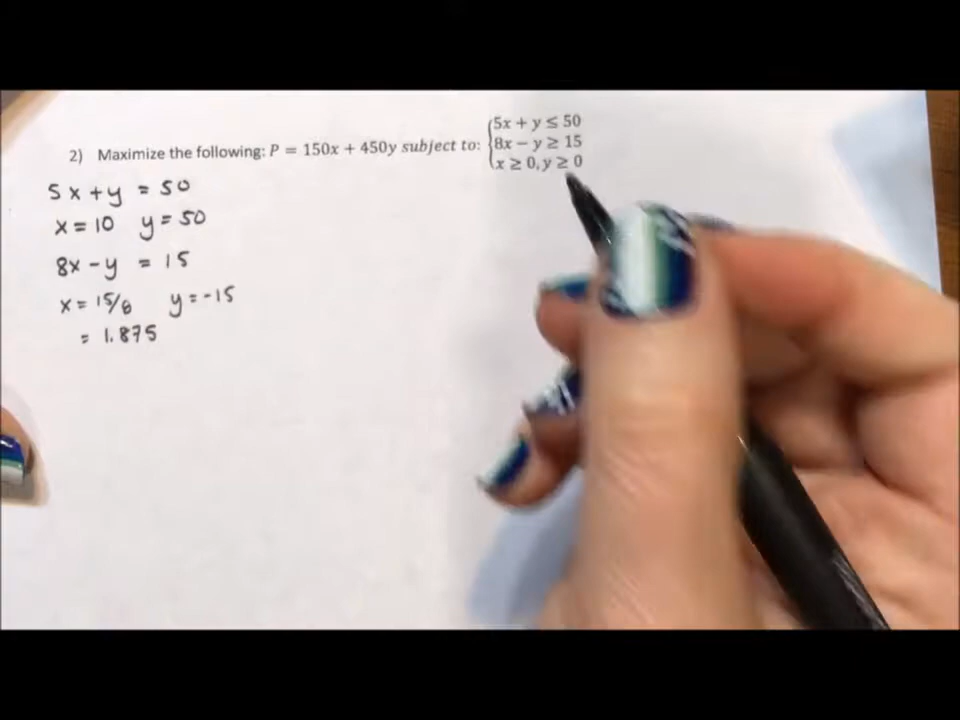 2) Maximize the following: P = 150x + 450y subject to: {5x + y ≤ 50
8x − y ≥ 15
x ≥ 0, y ≥ 0
5x + y = 50
x = 10 y = 50
8x - y = 15
x = 15/8 y = -15
= 1.875